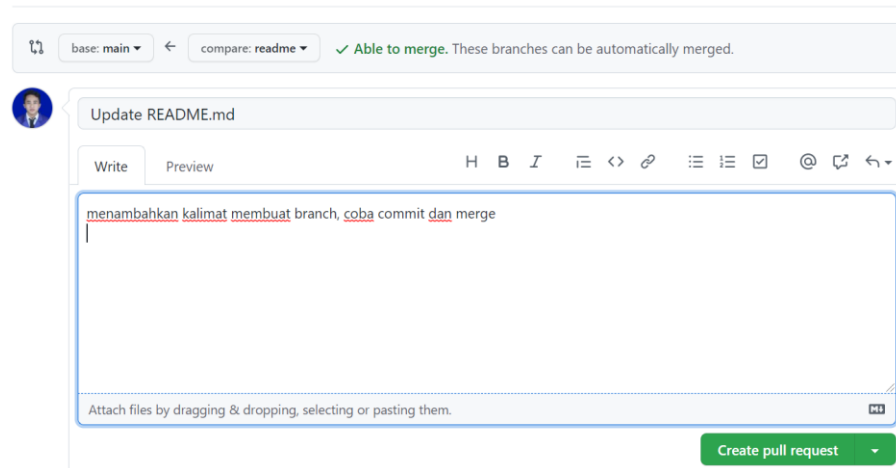 base: main compare: readme Able to merge. These branches can be automatically merged.
Update README.md
Write Preview H B I
menambahkan kalimat membuat branch, coba commit dan merge
Attach files by dragging & dropping, selecting or pasting them.
Create pull request